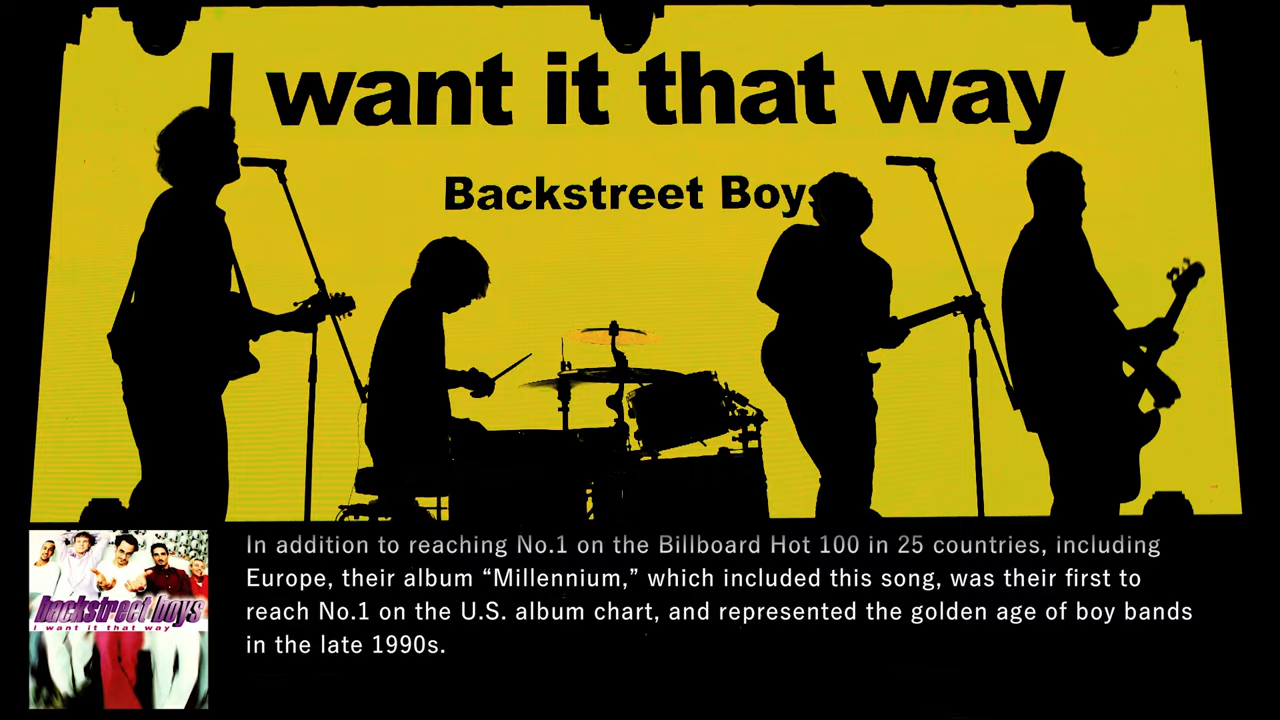 I want it that way
Backstreet Boys
backstreet boys
i want it that way
In addition to reaching No.1 on the Billboard Hot 100 in 25 countries, including
Europe, their album “Millennium,” which included this song, was their first to
reach No.1 on the U.S. album chart, and represented the golden age of boy bands
in the late 1990s.